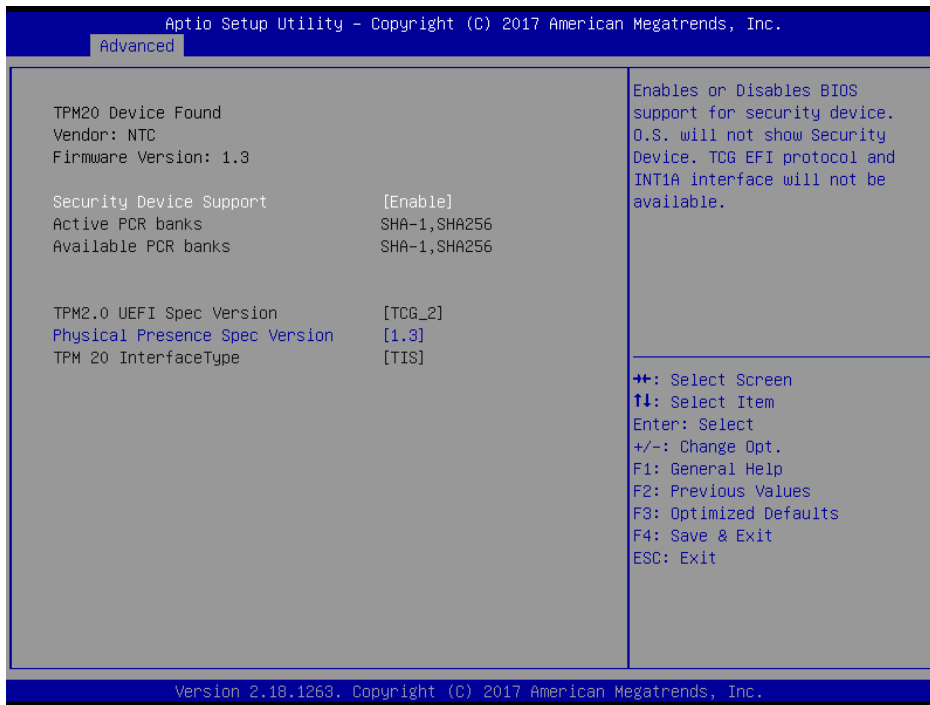 Aptio Setup Utility – Copyright (C) 2017 American Megatrends, Inc.
Advanced
TPM20 Device Found
Vendor: NTC
Firmware Version: 1.3
Security Device Support [Enable]
Active PCR banks SHA-1,SHA256
Available PCR banks SHA-1,SHA256
TPM2.0 UEFI Spec Version [TCG_2]
Physical Presence Spec Version [1.3]
TPM 20 InterfaceType [TIS]
Enables or Disables BIOS
support for security device.
O.S. will not show Security
Device. TCG EFI protocol and
INT1A interface will not be
available.
→←: Select Screen
↑↓: Select Item
Enter: Select
+/-: Change Opt.
F1: General Help
F2: Previous Values
F3: Optimized Defaults
F4: Save & Exit
ESC: Exit
Version 2.18.1263. Copyright (C) 2017 American Megatrends, Inc.